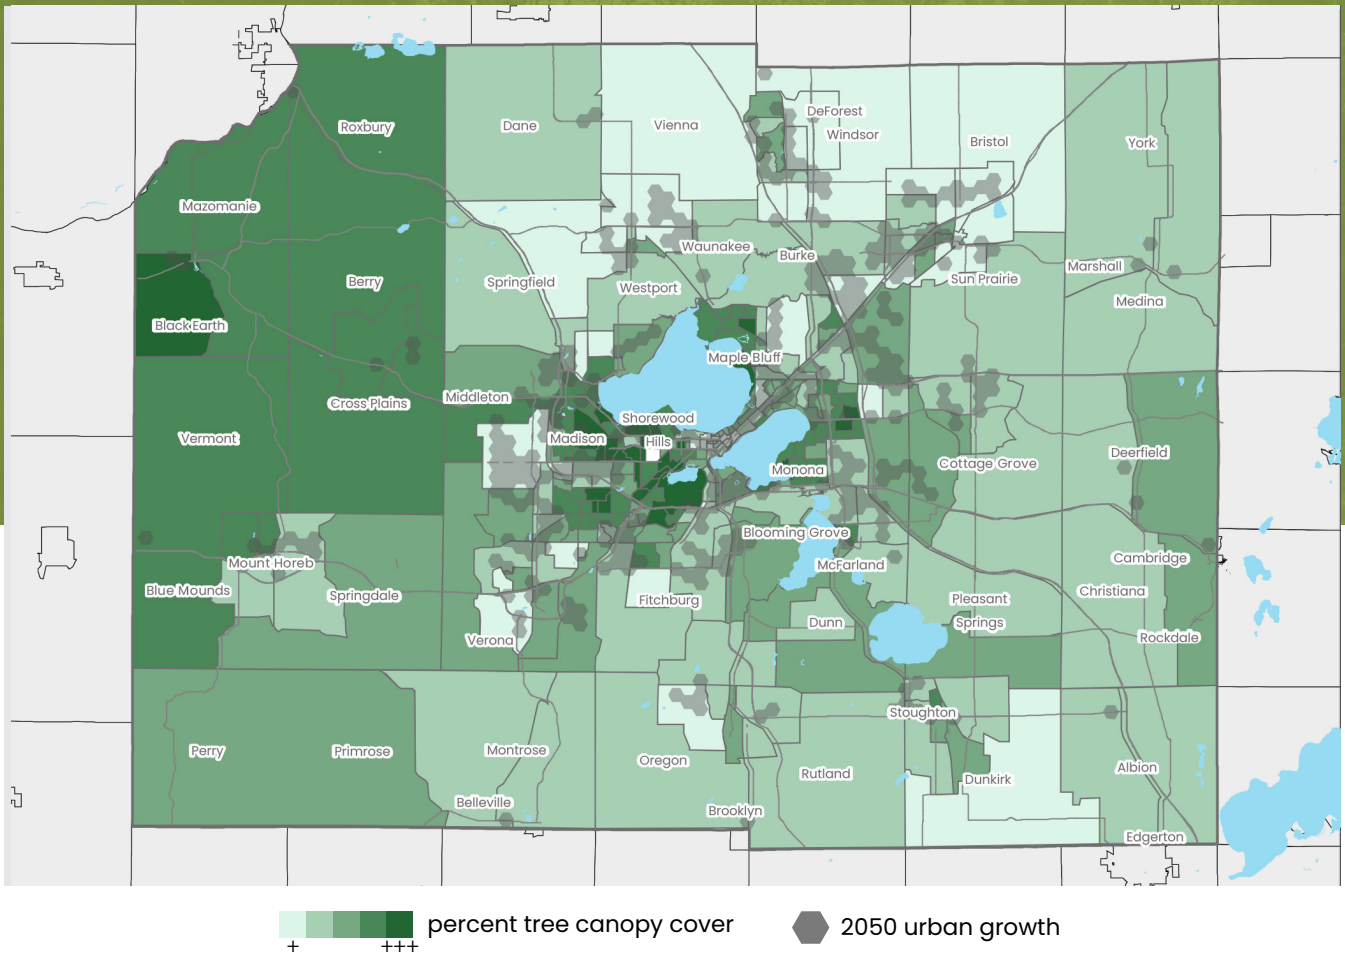 DeForest
Roxbury
Dane
Vienna
Windsor
Bristol
York
Mazomanie
Waunakee
Burke
Marshall
Berry
Springfield
Westport
Sun Prairie
Medina
Black Earth
Maple Bluff
Middleton
Cross Plains
Shorewood
Hills
Vermont
Madison
Deerfield
Monona
Cottage Grove
Blooming Grove
Mount Horeb
McFarland
Cambridge
Blue Mounds
Springdale
Fitchburg
Pleasant
Springs
Christiana
Dunn
Verona
Rockdale
Stoughton
Perry
Primrose
Montrose
Oregon
Rutland
Dunkirk
Albion
Belleville
Brooklyn
Edgerton
percent tree canopy cover
+
+++
2050 urban growth